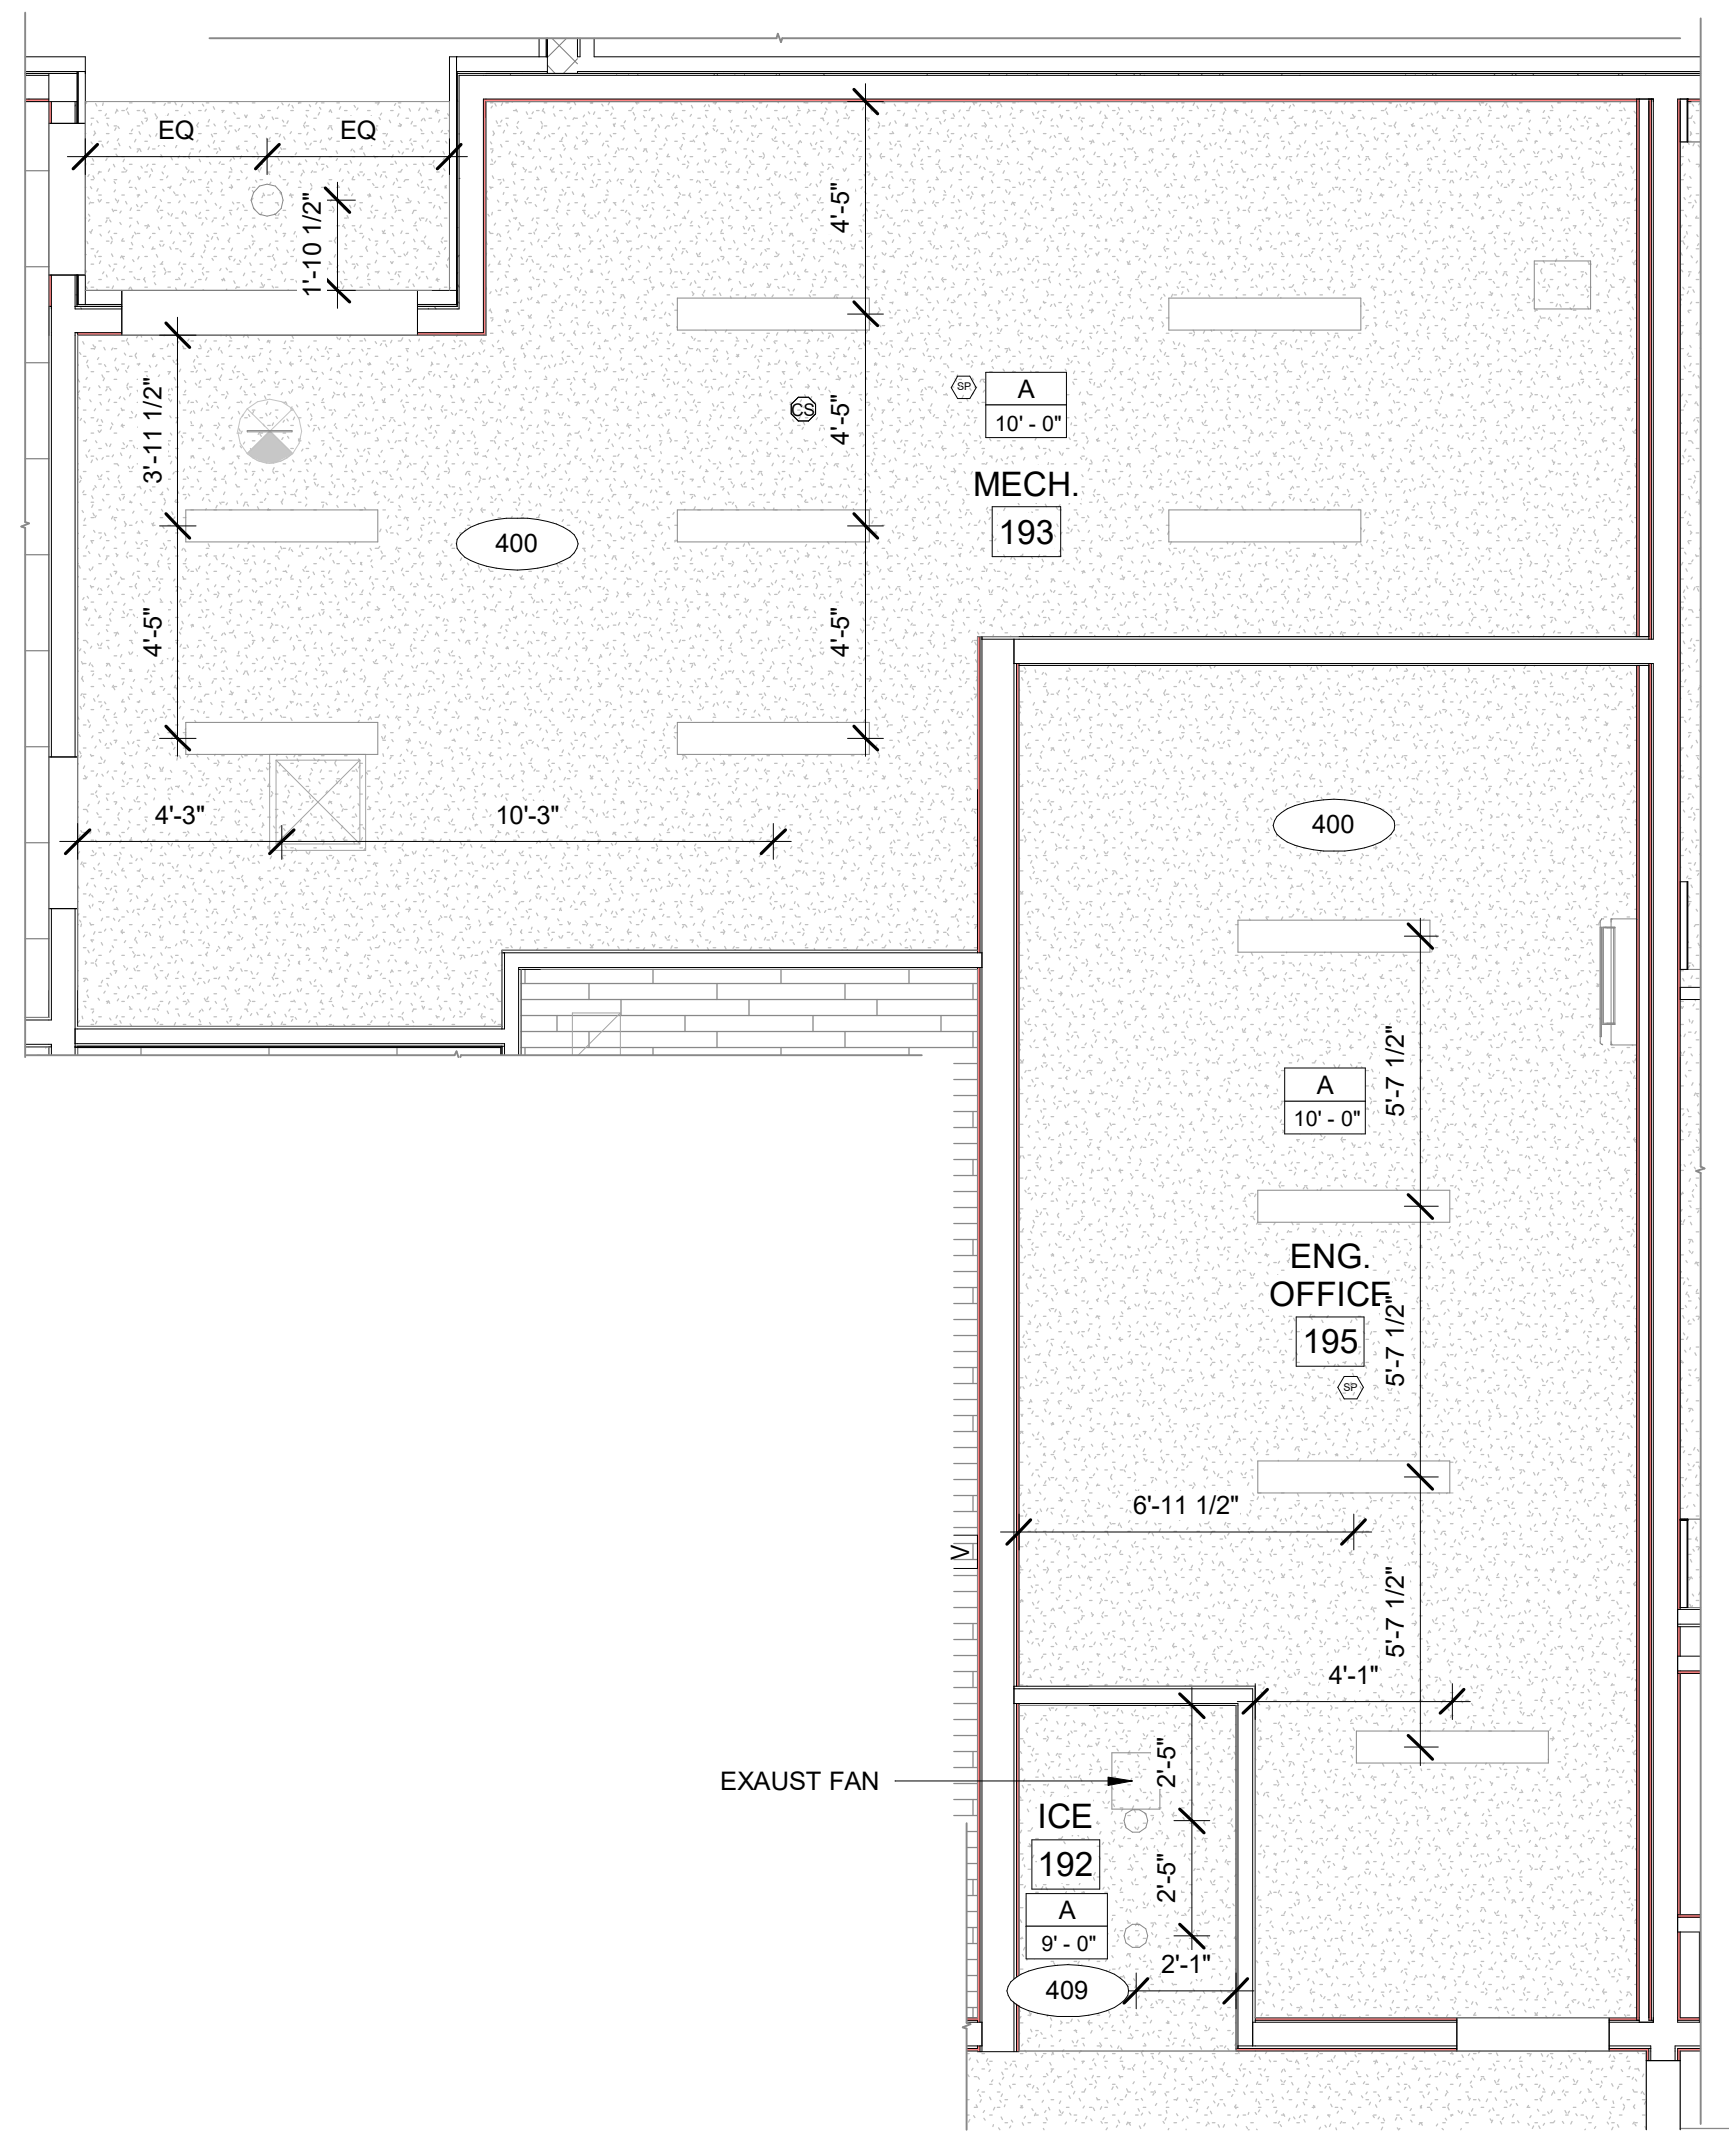 EQ
EQ
1'-10 1/2"
4'-5"
3'-11 1/2"
CS
4'-5"
SP
A
10' - 0"
MECH.
193
400
4'-5"
4'-5"
4'-3"
10'-3"
400
5'-7 1/2"
A
10' - 0"
ENG.
OFFICE
195
5'-7 1/2"
SP
6'-11 1/2"
V
5'-7 1/2"
4'-1"
EXAUST FAN
2'-5"
ICE
192
2'-5"
A
9' - 0"
2'-1"
409